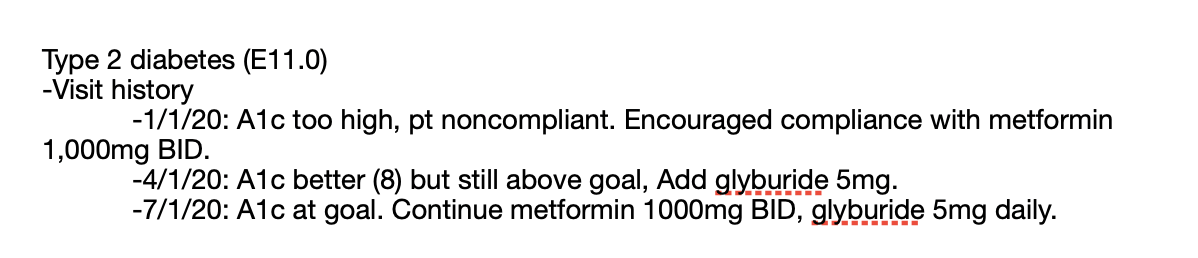 Type 2 diabetes (E11.0)
-Visit history
-1/1/20: A1c too high, pt noncompliant. Encouraged compliance with metformin
1,000mg BID.
-4/1/20: A1c better (8) but still above goal, Add glyburide 5mg.
-7/1/20: A1c at goal. Continue metformin 1000mg BID, glyburide 5mg daily.